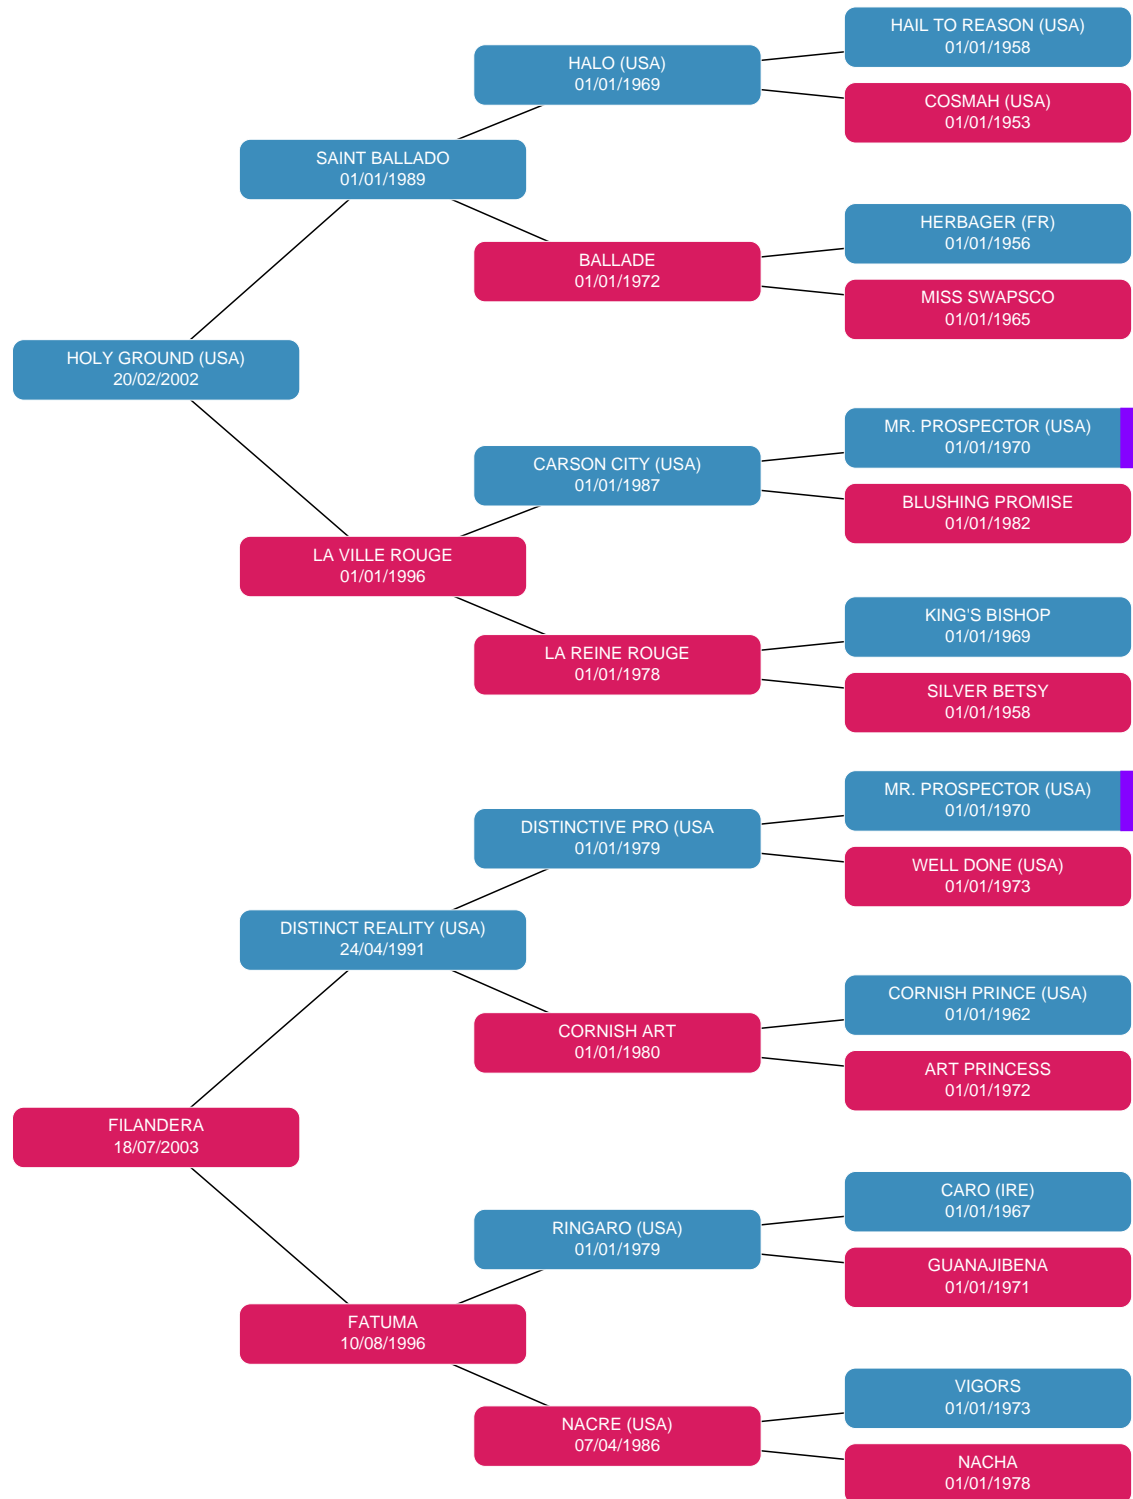 HAIL TO REASON (USA)
01/01/1958
HALO (USA)
01/01/1969
COSMAH (USA)
01/01/1953
SAINT BALLADO
01/01/1989
HERBAGER (FR)
01/01/1956
BALLADE
01/01/1972
MISS SWAPSCO
01/01/1965
HOLY GROUND (USA)
20/02/2002
MR. PROSPECTOR (USA)
01/01/1970
CARSON CITY (USA)
01/01/1987
BLUSHING PROMISE
01/01/1982
LA VILLE ROUGE
01/01/1996
KING'S BISHOP
01/01/1969
LA REINE ROUGE
01/01/1978
SILVER BETSY
01/01/1958
MR. PROSPECTOR (USA)
01/01/1970
DISTINCTIVE PRO (USA
01/01/1979
WELL DONE (USA)
01/01/1973
DISTINCT REALITY (USA)
24/04/1991
CORNISH PRINCE (USA)
01/01/1962
CORNISH ART
01/01/1980
ART PRINCESS
01/01/1972
FILANDERA
18/07/2003
CARO (IRE)
01/01/1967
RINGARO (USA)
01/01/1979
GUANAJIBENA
01/01/1971
FATUMA
10/08/1996
VIGORS
01/01/1973
NACRE (USA)
07/04/1986
NACHA
01/01/1978